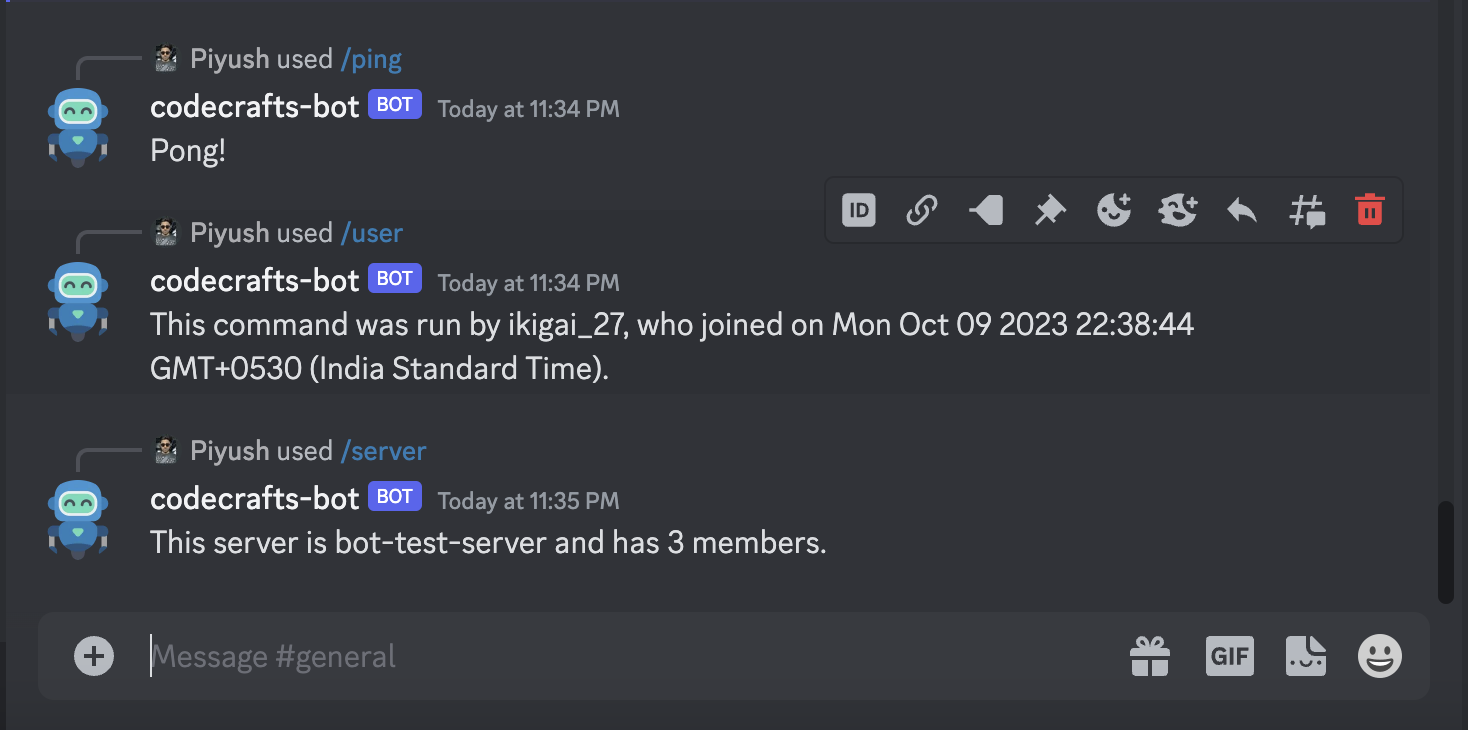 Piyush used /ping
codecrafts-bot BOT Today at 11:34 PM
Pong!
ID
Piyush used /user
codecrafts-bot BOT Today at 11:34 PM
This command was run by ikigai_27, who joined on Mon Oct 09 2023 22:38:44
GMT+0530 (India Standard Time).
Piyush used /server
codecrafts-bot BOT Today at 11:35 PM
This server is bot-test-server and has 3 members.
Message #general
GIF